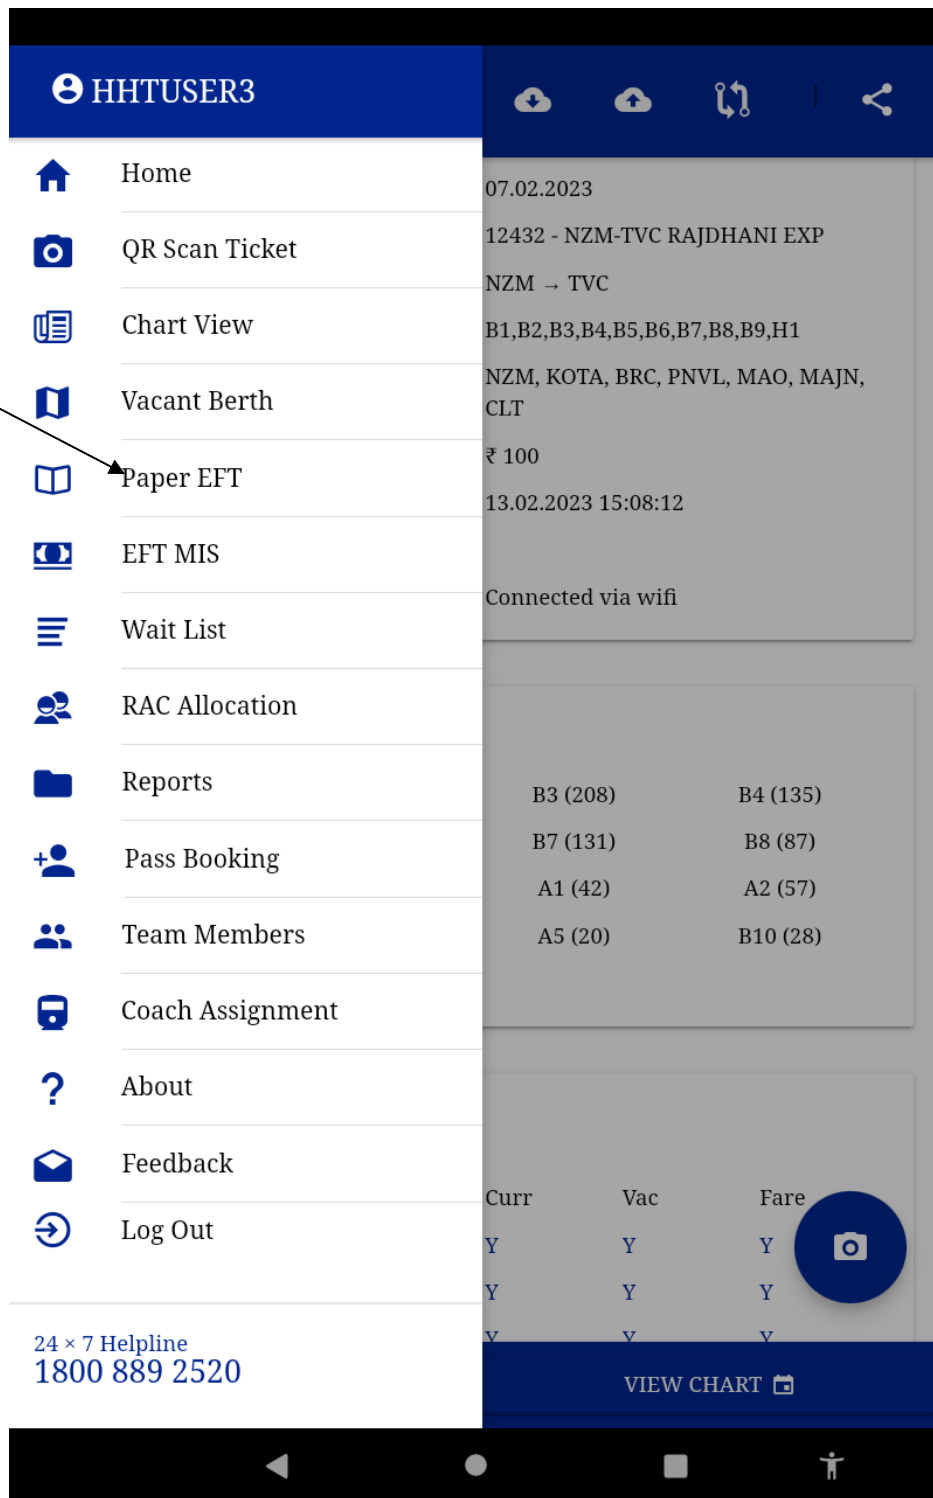 HHTUSER3
Home
QR Scan Ticket
Chart View
Vacant Berth
Paper EFT
EFT MIS
Wait List
RAC Allocation
Reports
Pass Booking
Team Members
Coach Assignment
About
Feedback
Log Out
24 × 7 Helpline
1800 889 2520
07.02.2023
12432 - NZM-TVC RAJDHANI EXP
NZM → TVC
B1,B2,B3,B4,B5,B6,B7,B8,B9,H1
NZM, KOTA, BRC, PNVL, MAO, MAJN,
CLT
₹ 100
13.02.2023 15:08:12
Connected via wifi
B3 (208) B4 (135)
B7 (131) B8 (87)
A1 (42) A2 (57)
A5 (20) B10 (28)
Curr Vac Fare
Y Y Y
Y Y Y
Y Y Y
VIEW CHART